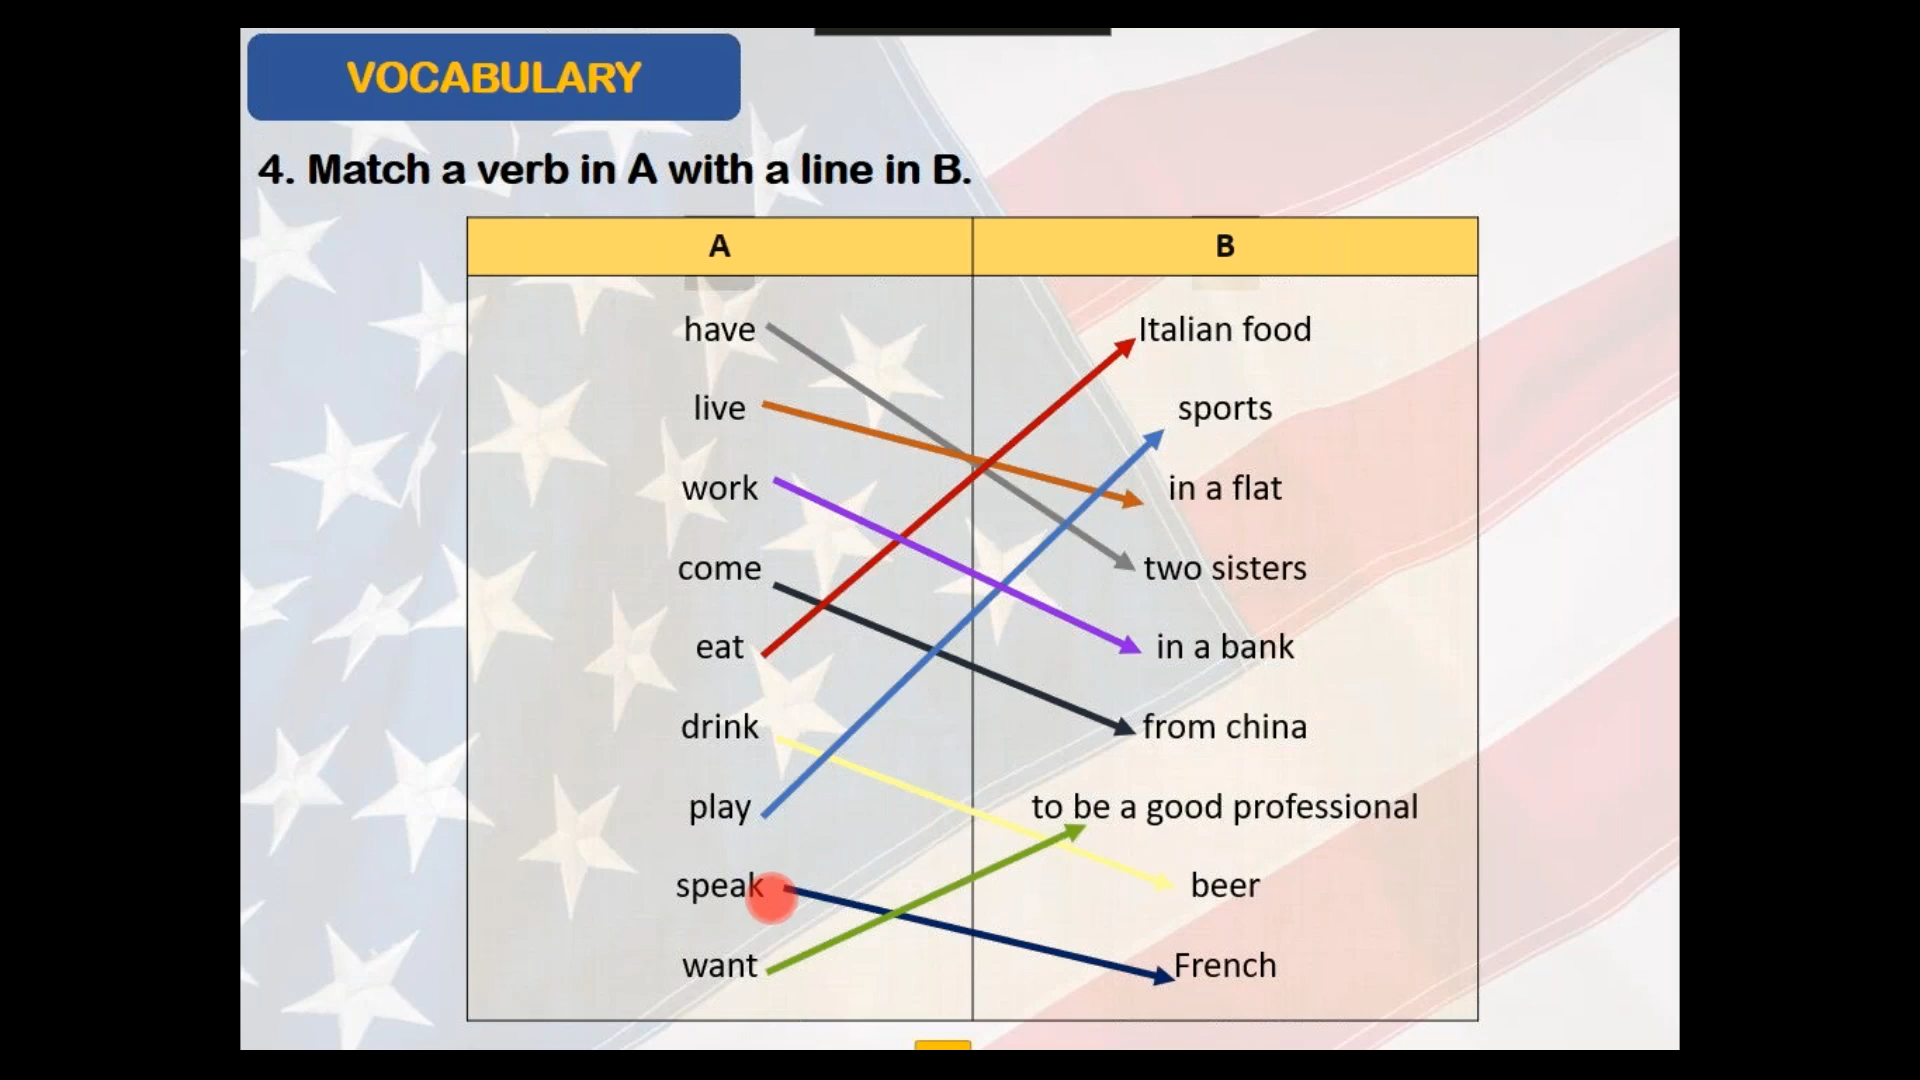 VOCABULARY
4. Match a verb in A with a line in B.
A B
have Italian food
live sports
work in a flat
come two sisters
eat in a bank
drink from china
play to be a good professional
speak beer
want French